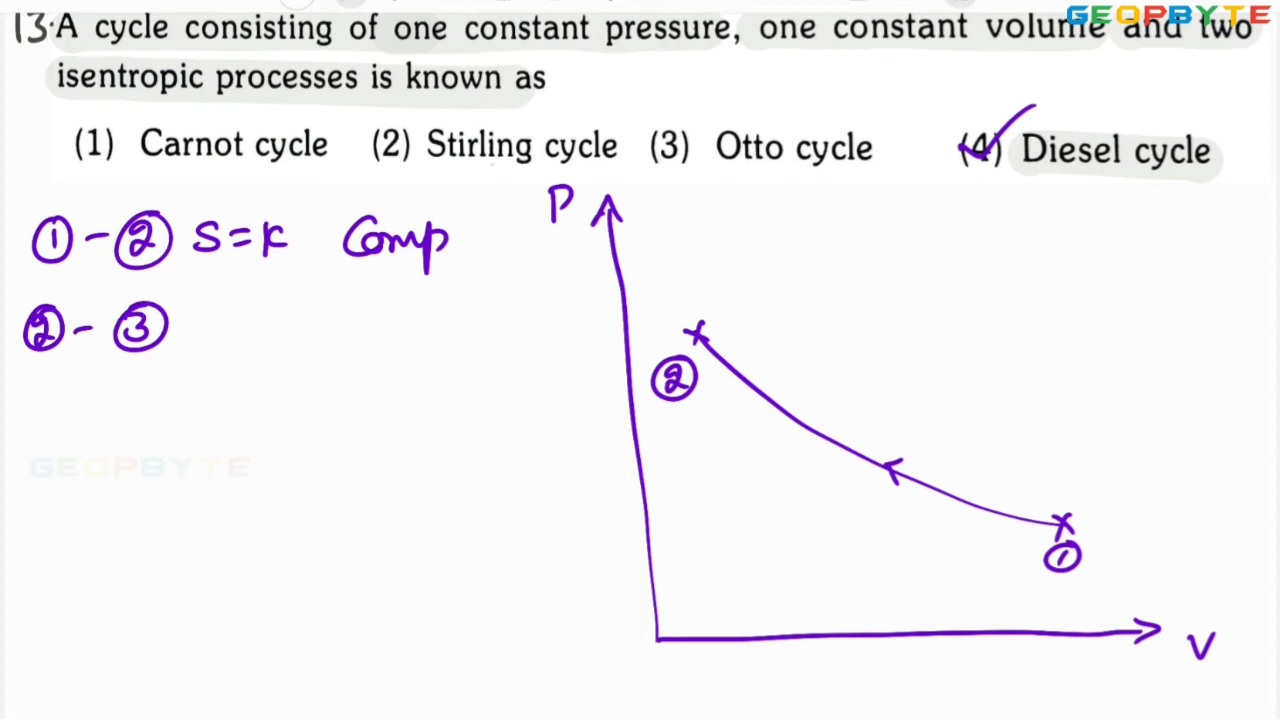 GEOPBYTE
13. A cycle consisting of one constant pressure, one constant volume and two
isentropic processes is known as
(1) Carnot cycle (2) Stirling cycle (3) Otto cycle (4) Diesel cycle
P
① - ② S = K Comp
② - ③
②
GEOPBYTE
①
V